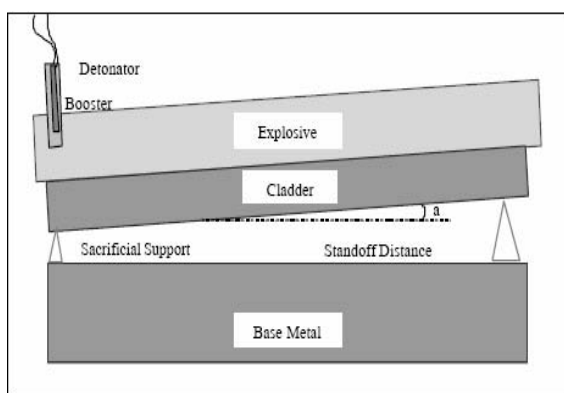 Detonator
Booster
Explosive
Cladder
a
Sacrificial Support
Standoff Distance
Base Metal